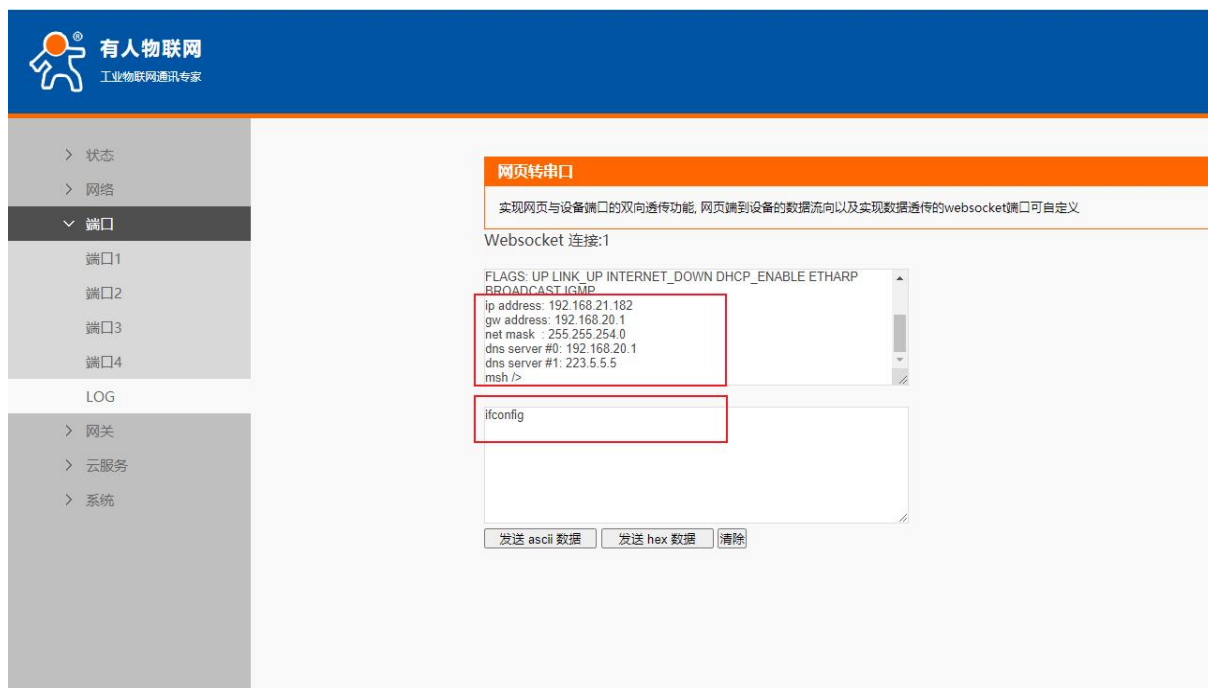 有人物联网
®
工业物联网通讯专家
状态
网络
端口
端口1
端口2
端口3
端口4
LOG
网关
云服务
系统
网页转串口
实现网页与设备端口的双向透传功能, 网页端到设备的数据流向以及实现数据透传的websocket端口可自定义
Websocket 连接:1
FLAGS: UP LINK_UP INTERNET_DOWN DHCP_ENABLE ETHARP
BROADCAST IGMP
ip address: 192.168.21.182
gw address: 192.168.20.1
net mask : 255.255.254.0
dns server #0: 192.168.20.1
dns server #1: 223.5.5.5
msh />
ifconfig
发送 ascii 数据 发送 hex 数据 清除